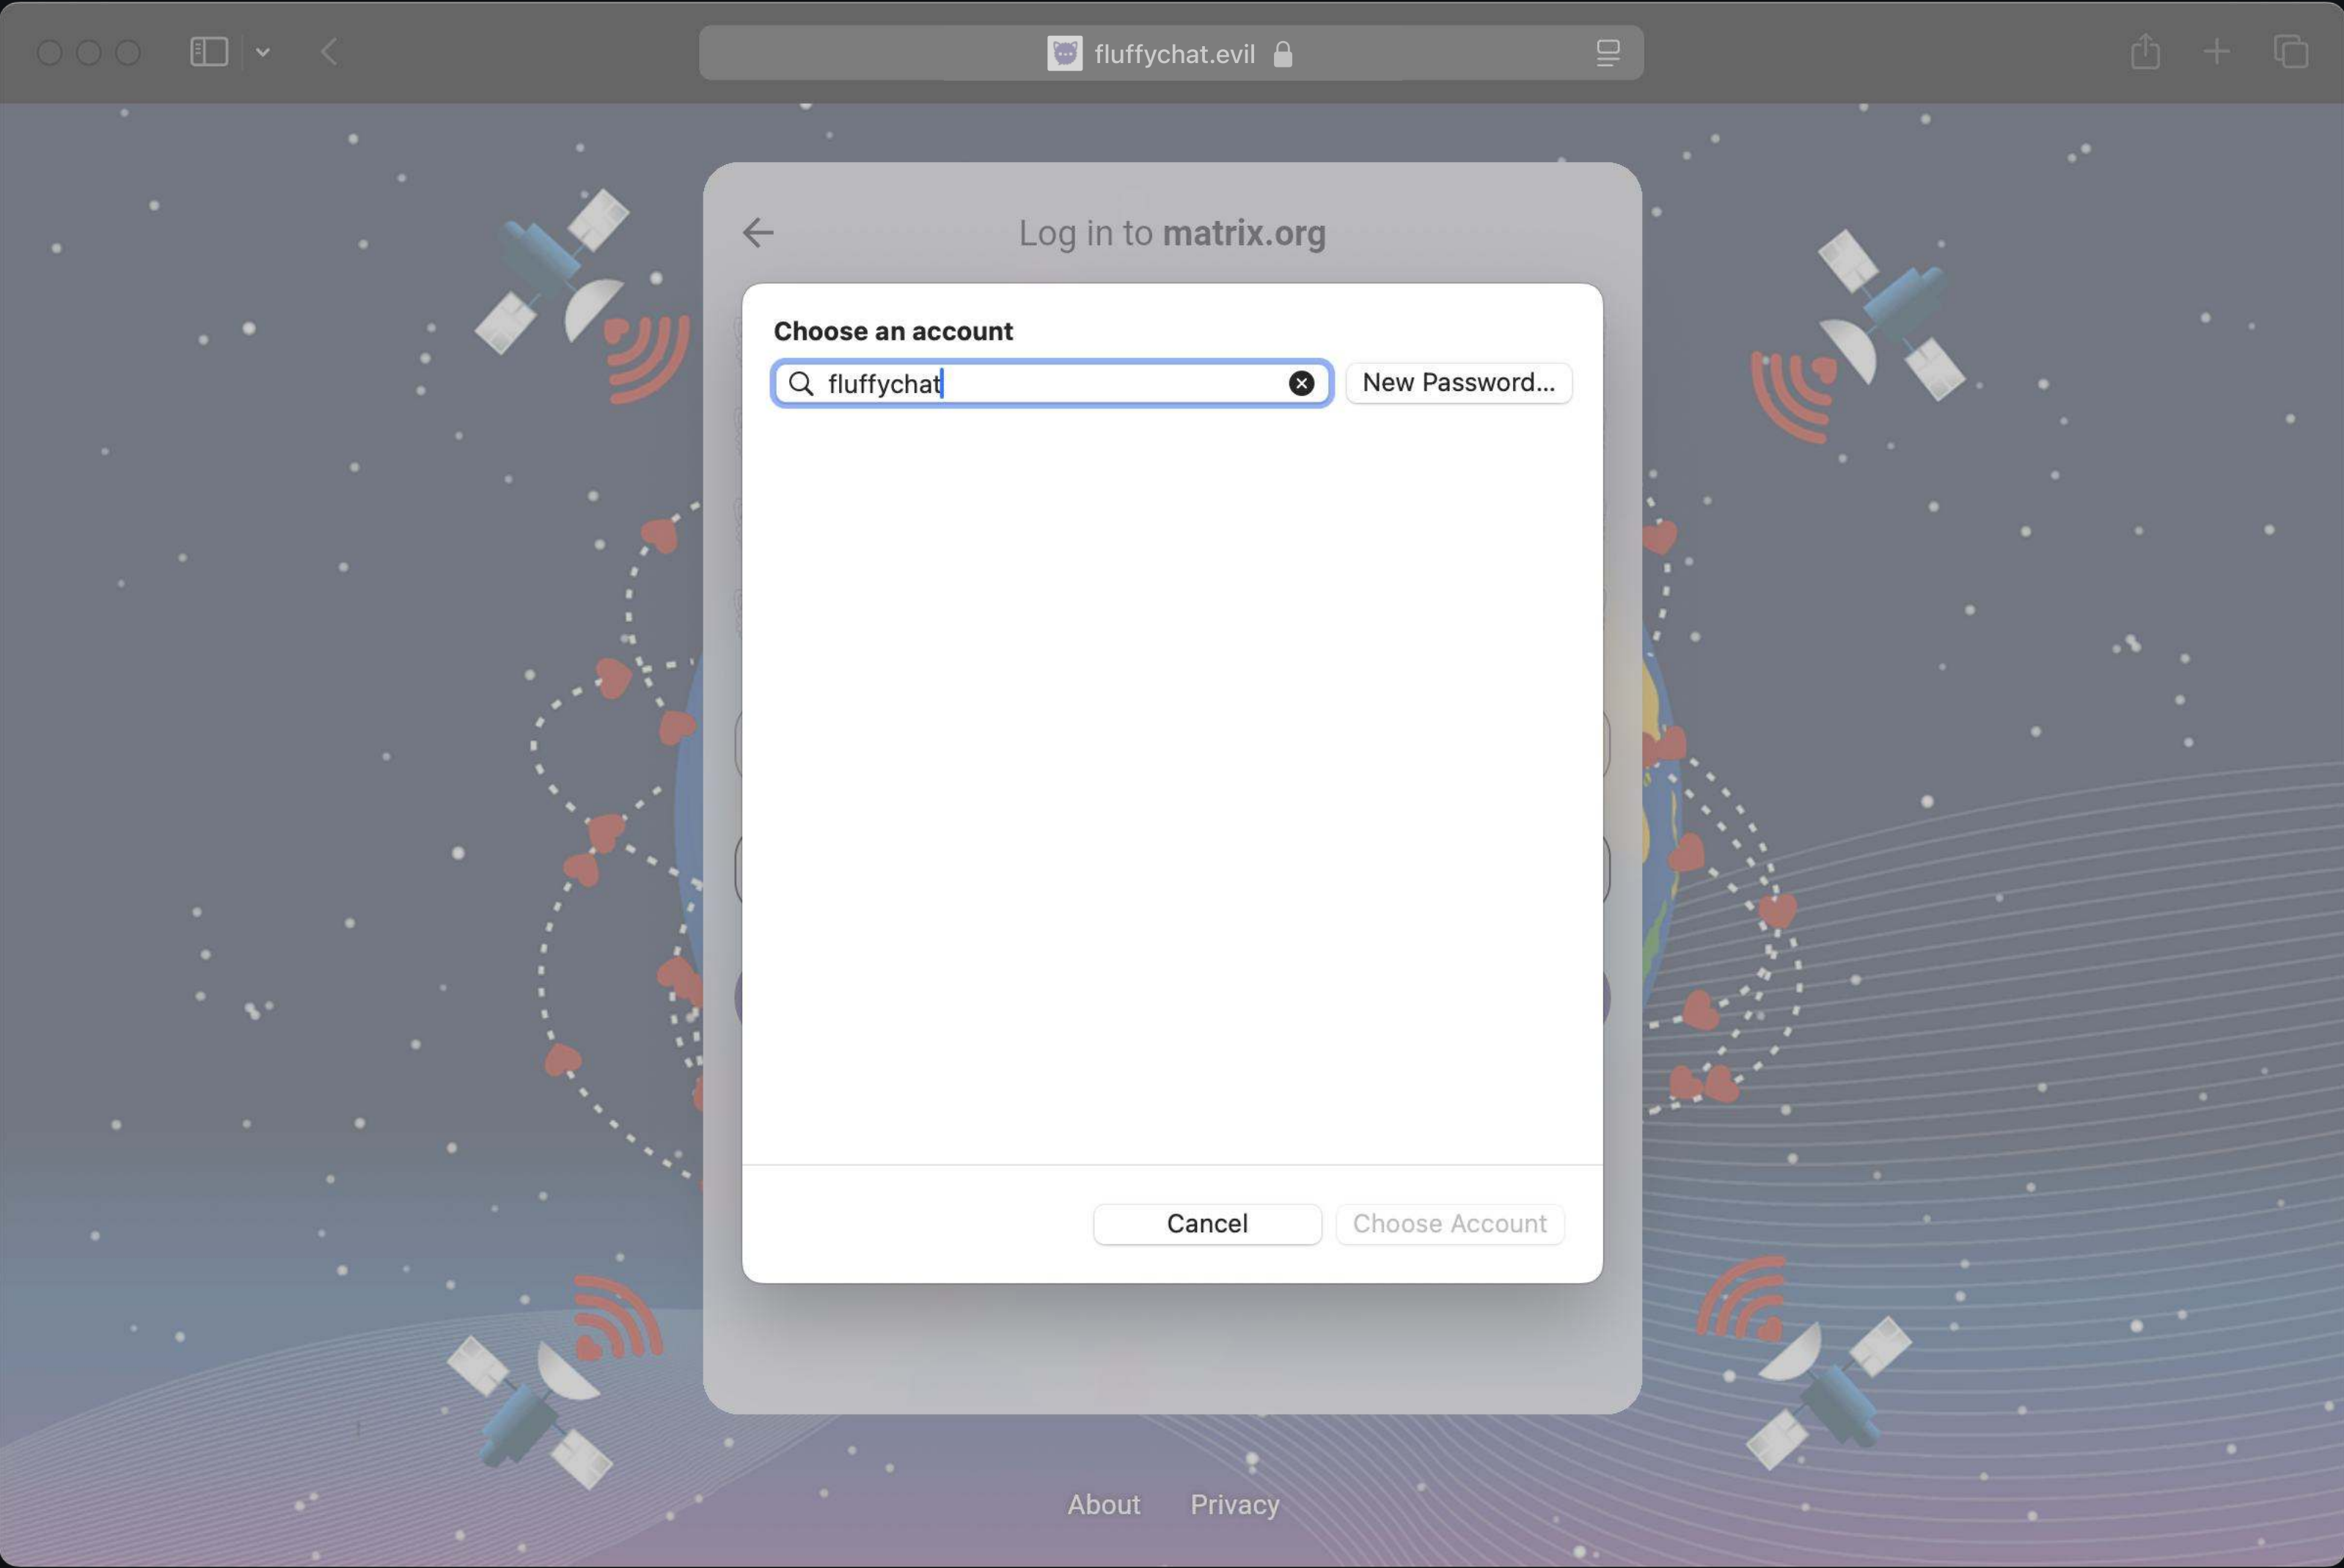 fluffychat.evil
Log in to matrix.org
Choose an account
fluffychat
New Password...
Cancel
Choose Account
About
Privacy